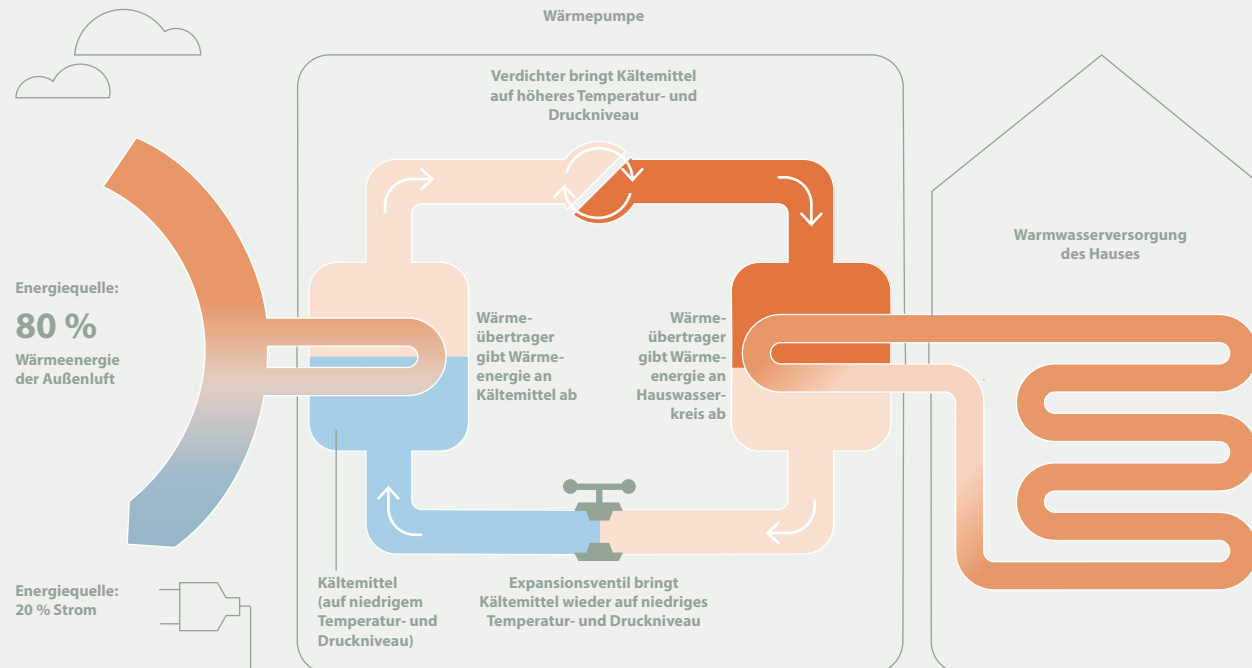 Wärmepumpe
Verdichter bringt Kältemittel
auf höheres Temperatur- und
Druckniveau
Warmwasserversorgung
des Hauses
Energiequelle:
80 %
Wärmeenergie
der Außenluft
Wärme-
übertrager
gibt Wärme-
energie an
Kältemittel ab
Wärme-
übertrager
gibt Wärme-
energie an
Hauswasser-
kreis ab
Energiequelle:
20 % Strom
Kältemittel
(auf niedrigem
Temperatur- und
Druckniveau)
Expansionsventil bringt
Kältemittel wieder auf niedriges
Temperatur- und Druckniveau